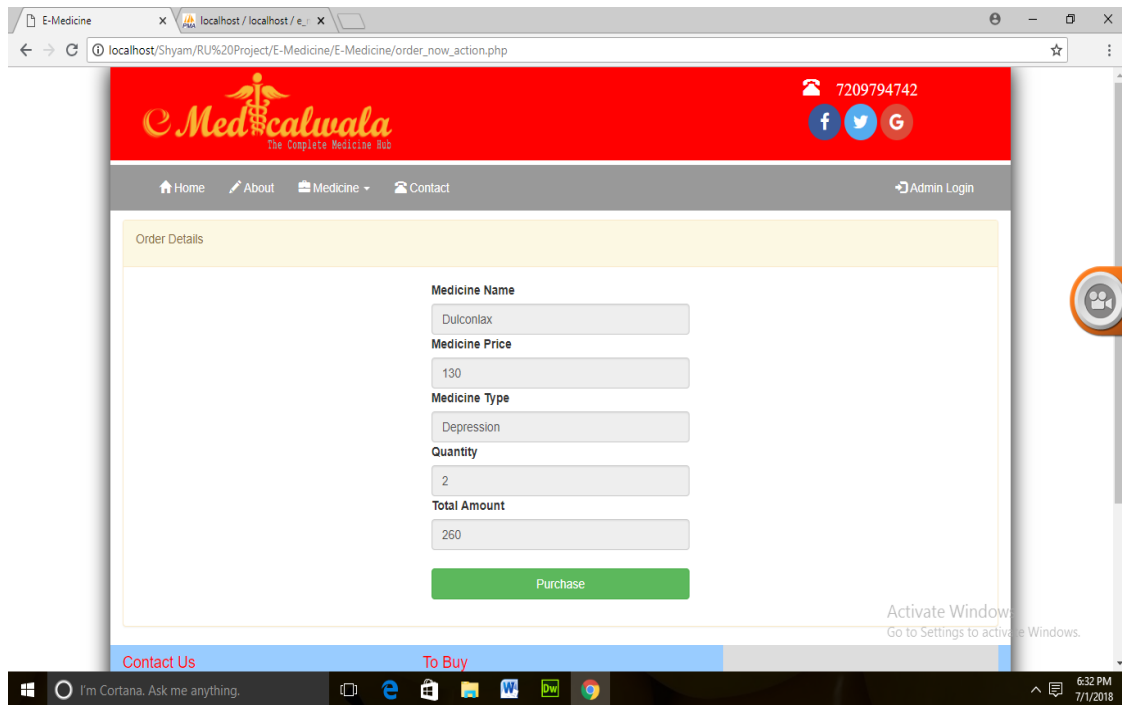 E-Medicine
localhost / localhost / e_
localhost/Shyam/RU%20Project/E-Medicine/E-Medicine/order_now_action.php
e Medicalwala
The Complete Medicine Hub
7209794742
f G
Home About Medicine Contact
Admin Login
Order Details
Medicine Name
Dulconlax
Medicine Price
130
Medicine Type
Depression
Quantity
2
Total Amount
260
Purchase
Activate Windows
Go to Settings to activate Windows.
Contact Us
To Buy
I'm Cortana. Ask me anything.
W Dw
6:32 PM
7/1/2018